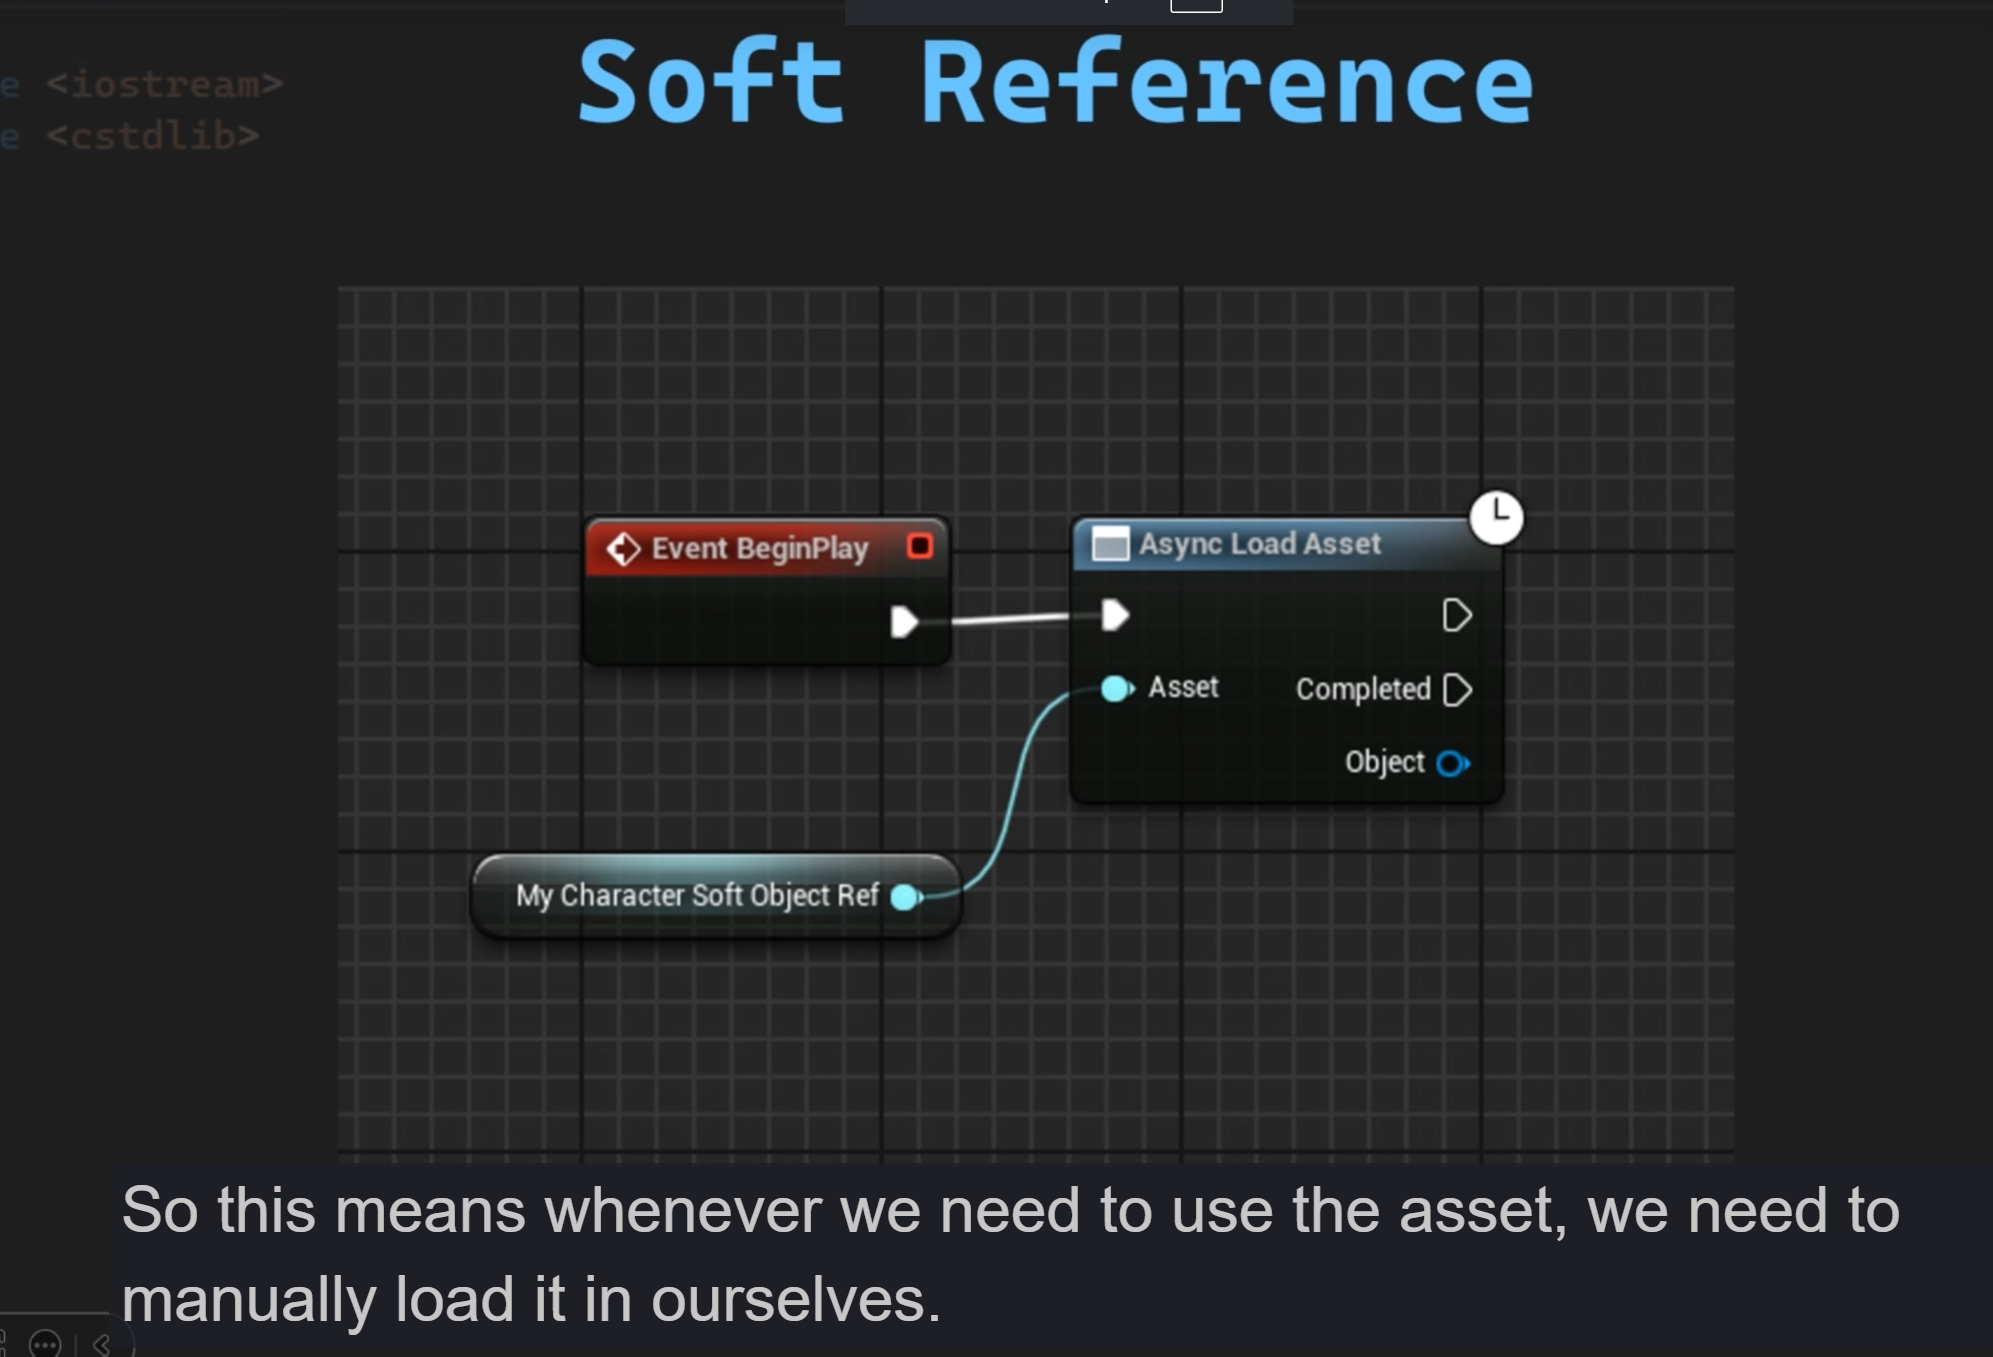 Soft Reference
e <iostream>
e <cstdlib>
Event BeginPlay
Async Load Asset
Asset
Completed
Object
My Character Soft Object Ref
So this means whenever we need to use the asset, we need to
manually load it in ourselves.